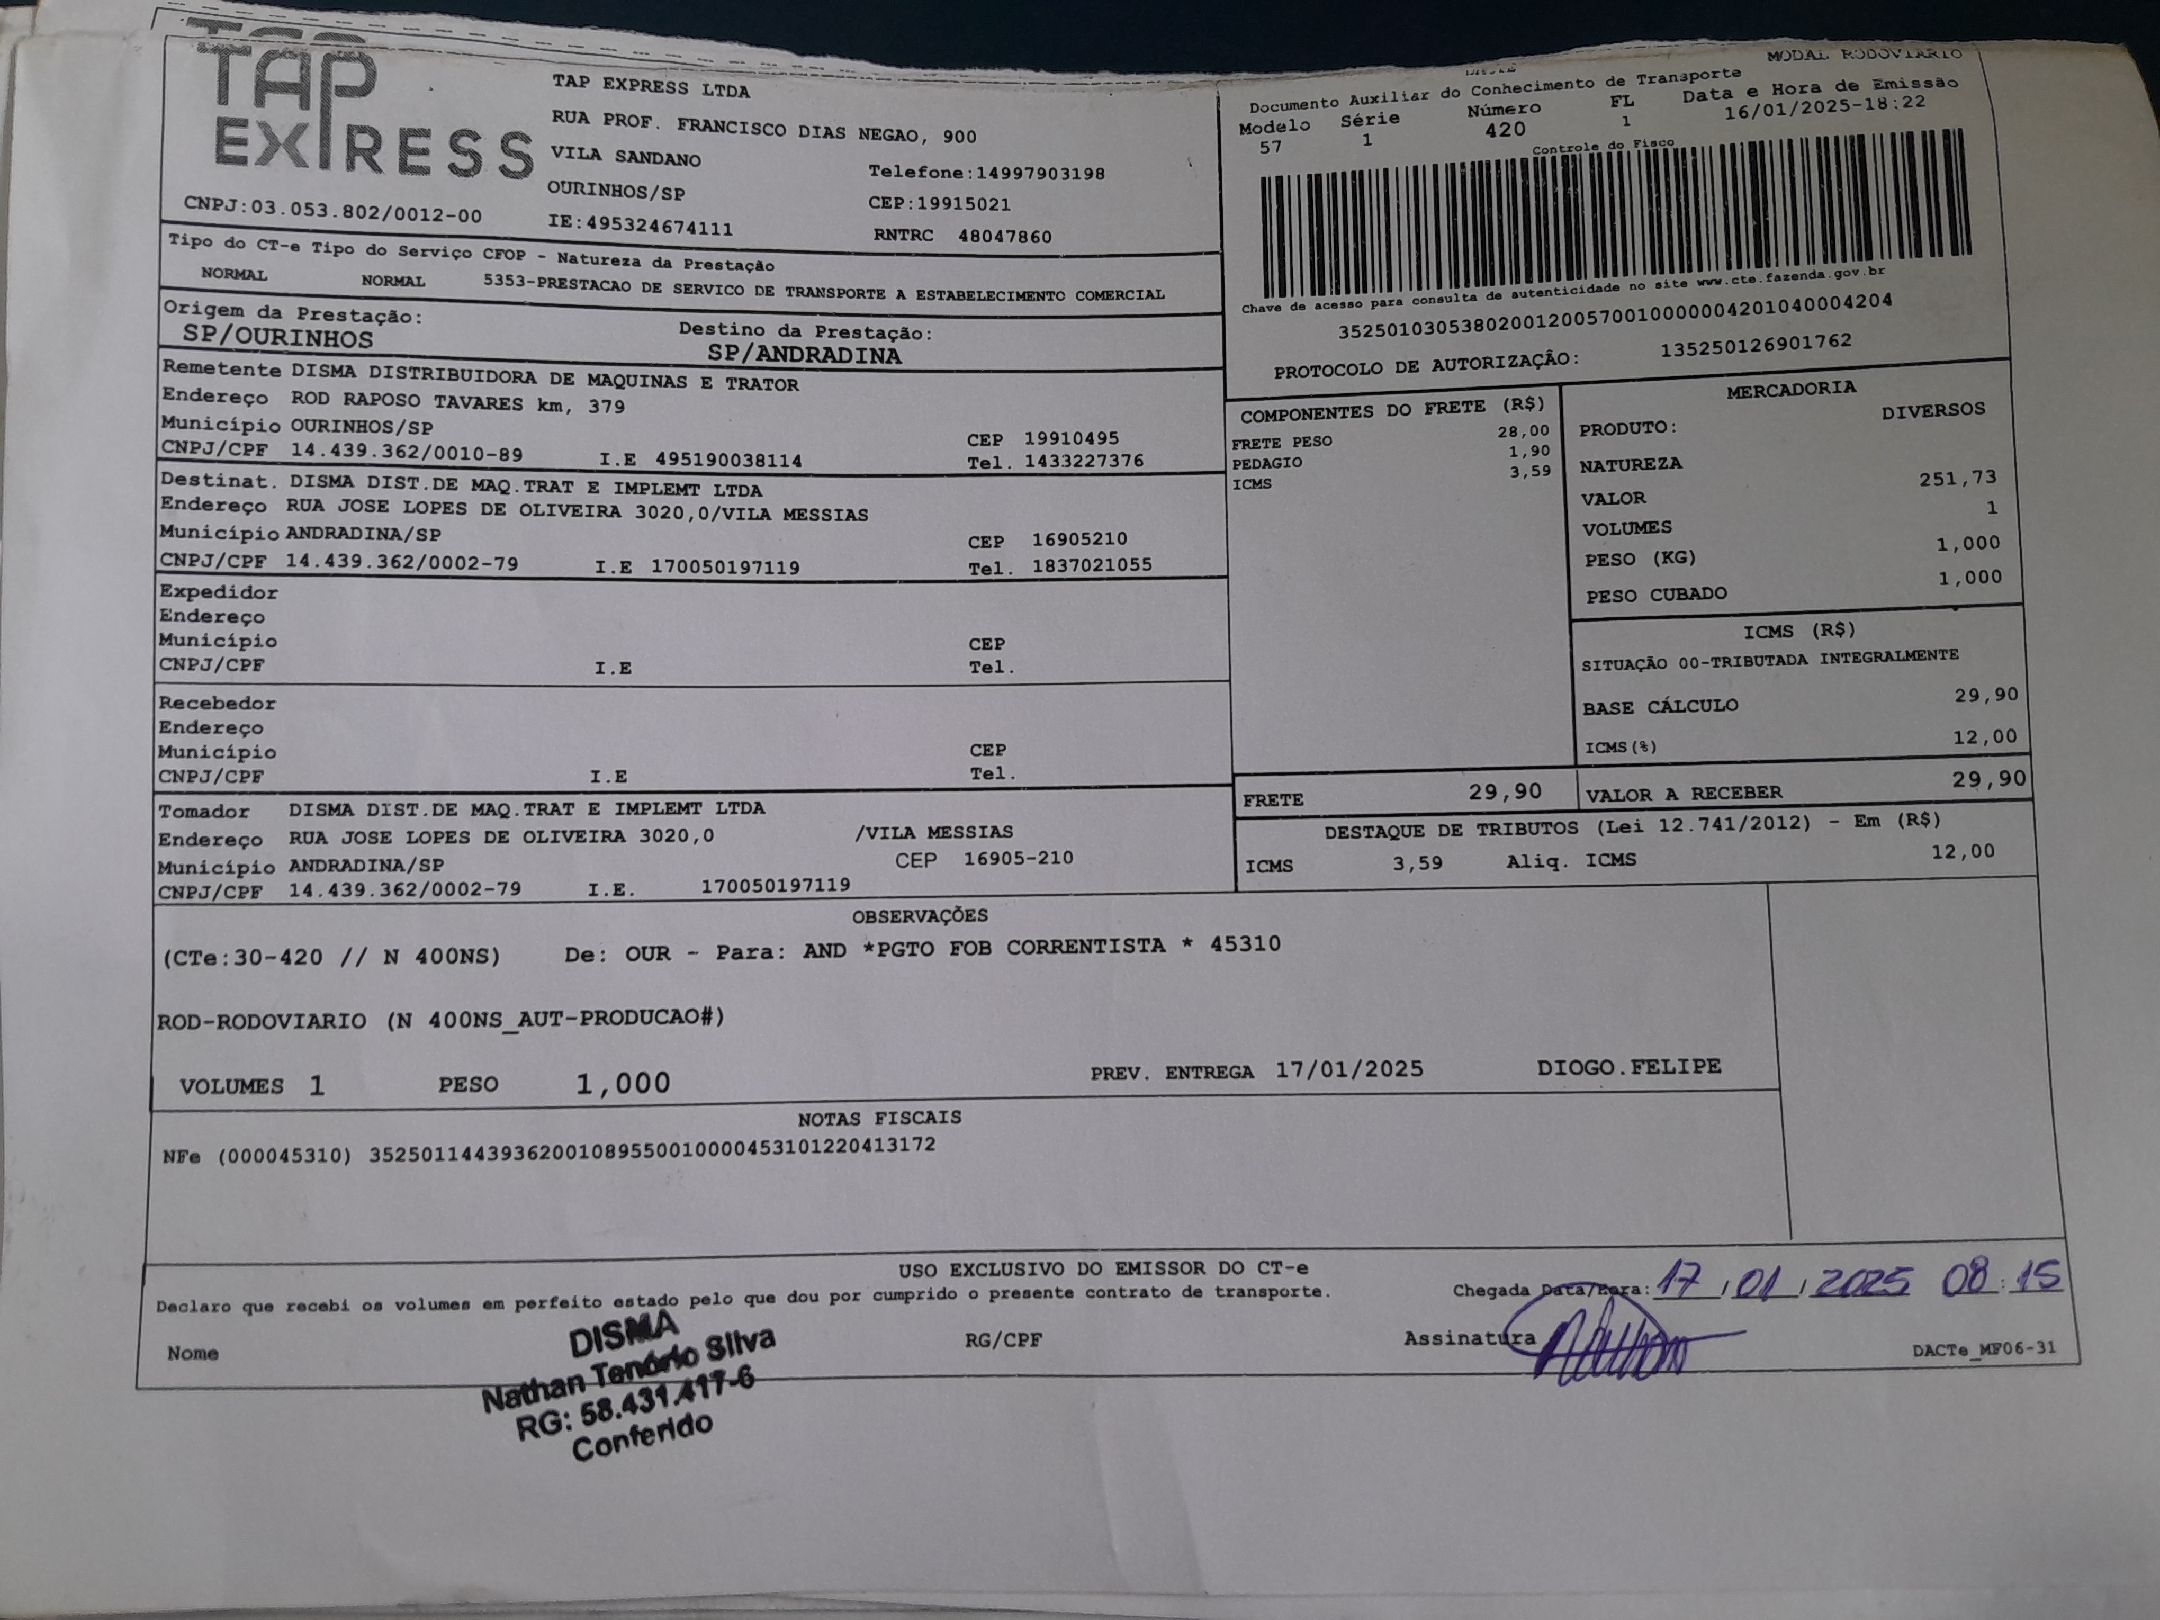 TAP
EXPRESS
TAP EXPRESS LTDA
RUA PROF. FRANCISCO DIAS NEGAO, 900
VILA SANDANO
Telefone:14997903198
OURINHOS/SP
CEP:19915021
CNPJ:03.053.802/0012-00
IE:495324674111
RNTRC 48047860
MODAL RODOVIARIO
Documento Auxiliar do Conhecimento de Transporte
Modelo Série Número FL Data e Hora de Emissão
57 1 420 1 16/01/2025-18:22
Controle do Fisco
Chave de acesso para consulta de autenticidade no site www.cte.fazenda.gov.br
35250103053802001200570010000004201040004204
PROTOCOLO DE AUTORIZAÇÃO: 135250126901762
Tipo do CT-e Tipo do Serviço CFOP - Natureza da Prestação
NORMAL NORMAL 5353-PRESTACAO DE SERVICO DE TRANSPORTE A ESTABELECIMENTO COMERCIAL
Origem da Prestação: Destino da Prestação:
SP/OURINHOS SP/ANDRADINA
Remetente DISMA DISTRIBUIDORA DE MAQUINAS E TRATOR
Endereço ROD RAPOSO TAVARES km, 379
Município OURINHOS/SP CEP 19910495
CNPJ/CPF 14.439.362/0010-89 I.E 495190038114 Tel. 1433227376
Destinat. DISMA DIST.DE MAQ.TRAT E IMPLEMT LTDA
Endereço RUA JOSE LOPES DE OLIVEIRA 3020,0/VILA MESSIAS
Município ANDRADINA/SP CEP 16905210
CNPJ/CPF 14.439.362/0002-79 I.E 170050197119 Tel. 1837021055
Expedidor
Endereço
Município CEP
CNPJ/CPF I.E Tel.
Recebedor
Endereço
Município CEP
CNPJ/CPF I.E Tel.
Tomador DISMA DIST.DE MAQ.TRAT E IMPLEMT LTDA
Endereço RUA JOSE LOPES DE OLIVEIRA 3020,0 /VILA MESSIAS
Município ANDRADINA/SP CEP 16905-210
CNPJ/CPF 14.439.362/0002-79 I.E. 170050197119
COMPONENTES DO FRETE (R$)
FRETE PESO 28,00
PEDAGIO 1,90
ICMS 3,59
MERCADORIA
PRODUTO: DIVERSOS
NATUREZA
VALOR 251,73
VOLUMES 1
PESO (KG) 1,000
PESO CUBADO 1,000
ICMS (R$)
SITUAÇÃO 00-TRIBUTADA INTEGRALMENTE
BASE CÁLCULO 29,90
ICMS(%) 12,00
FRETE 29,90 VALOR A RECEBER 29,90
DESTAQUE DE TRIBUTOS (Lei 12.741/2012) - Em (R$)
ICMS 3,59 Aliq. ICMS 12,00
OBSERVAÇÕES
(CTe:30-420 // N 400NS) De: OUR - Para: AND *PGTO FOB CORRENTISTA * 45310
ROD-RODOVIARIO (N 400NS_AUT-PRODUCAO#)
VOLUMES 1 PESO 1,000 PREV. ENTREGA 17/01/2025 DIOGO.FELIPE
NOTAS FISCAIS
NFe (000045310) 35250114439362001089550010000453101220413172
USO EXCLUSIVO DO EMISSOR DO CT-e
Declaro que recebi os volumes em perfeito estado pelo que dou por cumprido o presente contrato de transporte.
Chegada Data/Hora: 17/01/2025 08:15
Nome RG/CPF Assinatura
DACTe_MF06-31
DISMA
Nathan Tenório Silva
RG: 58.431.417-6
Conferido